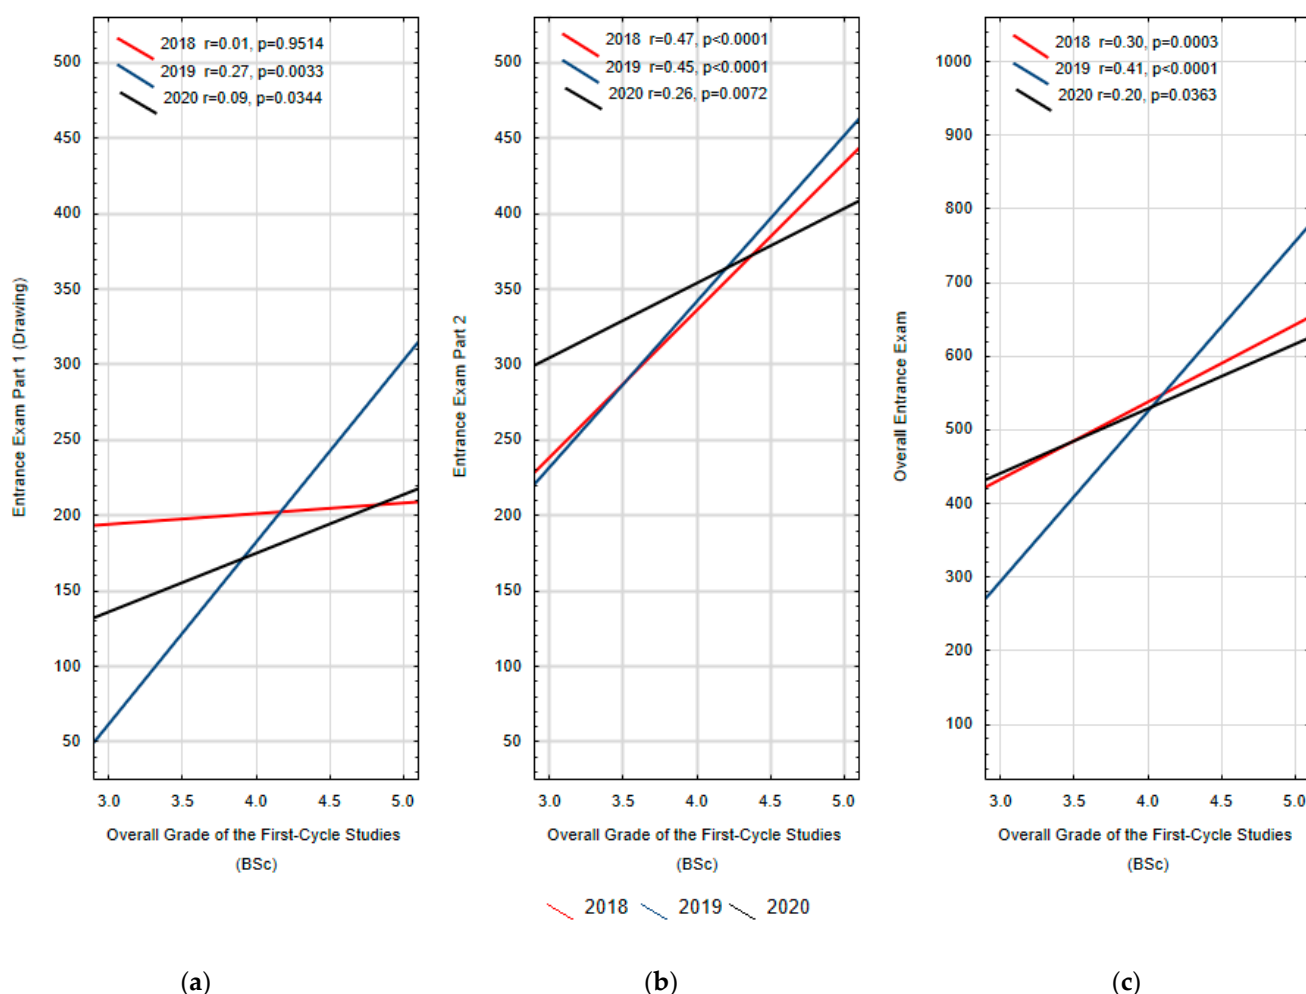 2018 r=0.01, p=0.9514
2019 r=0.27, p=0.0033
2020 r=0.09, p=0.0344
500
450
400
350
300
250
200
150
100
50
Entrance Exam Part 1 (Drawing)
3.0 3.5 4.0 4.5 5.0
Overall Grade of the First-Cycle Studies
(BSc)
2018 r=0.47, p<0.0001
2019 r=0.45, p<0.0001
2020 r=0.26, p=0.0072
500
450
400
350
300
250
200
150
100
50
Entrance Exam Part 2
3.0 3.5 4.0 4.5 5.0
Overall Grade of the First-Cycle Studies
(BSc)
2018 r=0.30, p=0.0003
2019 r=0.41, p<0.0001
2020 r=0.20, p=0.0363
1000
900
800
700
600
500
400
300
200
100
Overall Entrance Exam
3.0 3.5 4.0 4.5 5.0
Overall Grade of the First-Cycle Studies
(BSc)
2018 2019 2020
(a) (b) (c)